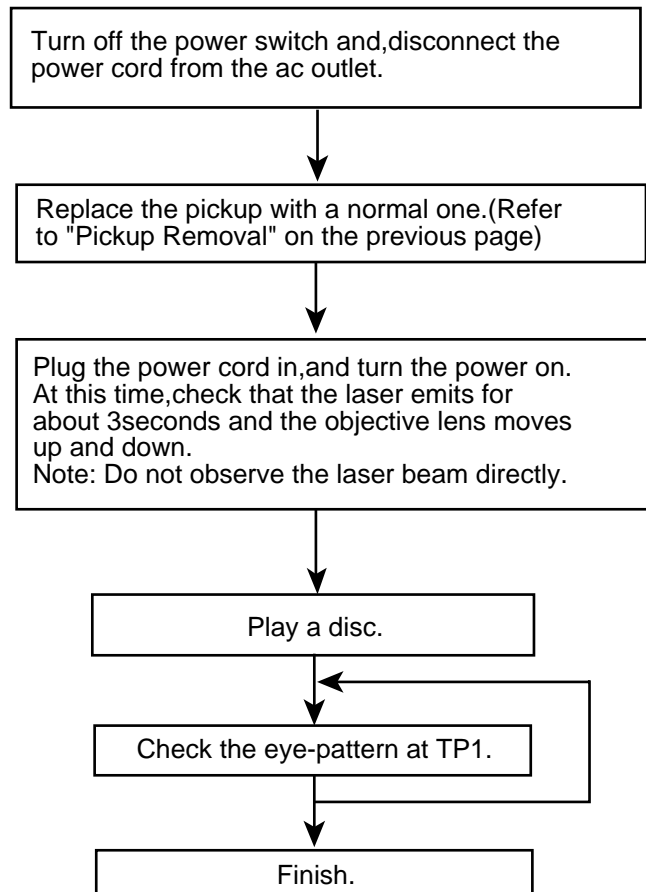 Turn off the power switch and,disconnect the
power cord from the ac outlet.
Replace the pickup with a normal one.(Refer
to "Pickup Removal" on the previous page)
Plug the power cord in,and turn the power on.
At this time,check that the laser emits for
about 3seconds and the objective lens moves
up and down.
Note: Do not observe the laser beam directly.
Play a disc.
Check the eye-pattern at TP1.
Finish.